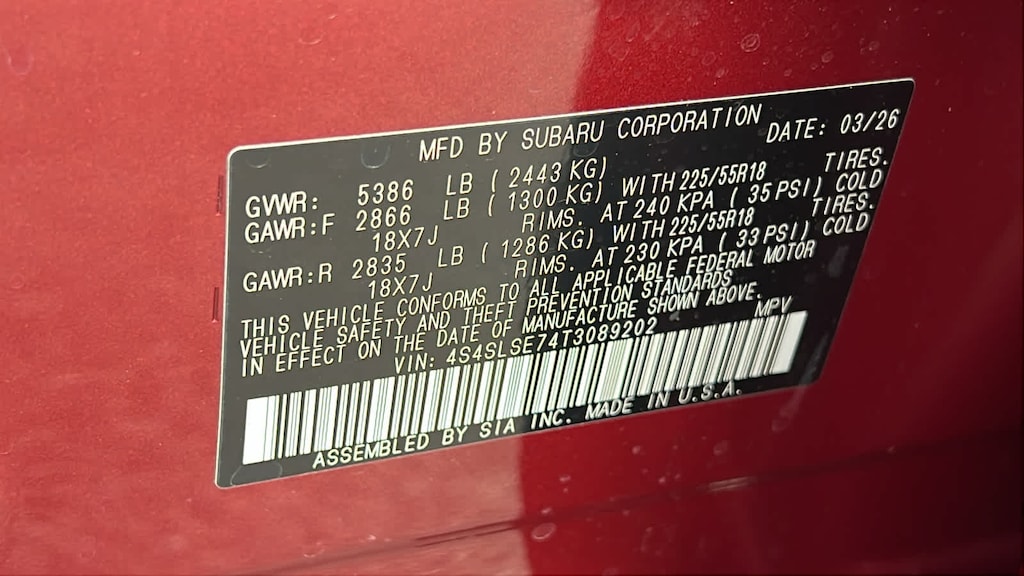 MFD BY SUBARU CORPORATION DATE: 03/26
GVWR: 5386 LB ( 2443 KG) TIRES.
GAWR:F 2866 LB ( 1300 KG) WITH 225/55R18 COLD
18X7J RIMS. AT 240 KPA ( 35 PSI) TIRES.
GAWR:R 2835 LB ( 1286 KG) WITH 225/55R18 COLD
18X7J RIMS. AT 230 KPA ( 33 PSI)
THIS VEHICLE CONFORMS TO ALL APPLICABLE FEDERAL MOTOR
VEHICLE SAFETY AND THEFT PREVENTION STANDARDS
IN EFFECT ON THE DATE OF MANUFACTURE SHOWN ABOVE.
VIN: 4S4SLSE74T3089202 MPV
ASSEMBLED BY SIA INC. MADE IN U.S.A.